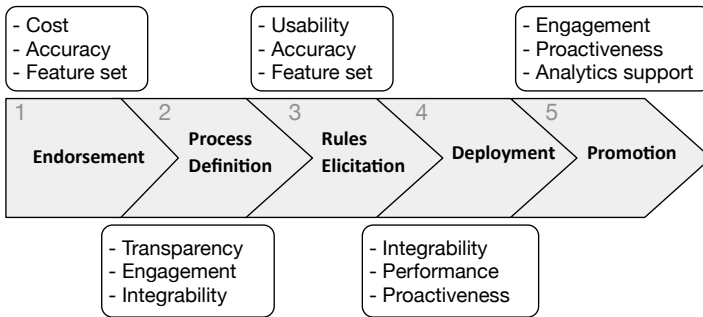 - Cost
- Accuracy
- Feature set
- Usability
- Accuracy
- Feature set
- Engagement
- Proactiveness
- Analytics support
1
Endorsement
2
Process
Definition
3
Rules
Elicitation
4
Deployment
5
Promotion
- Transparency
- Engagement
- Integrability
- Integrability
- Performance
- Proactiveness